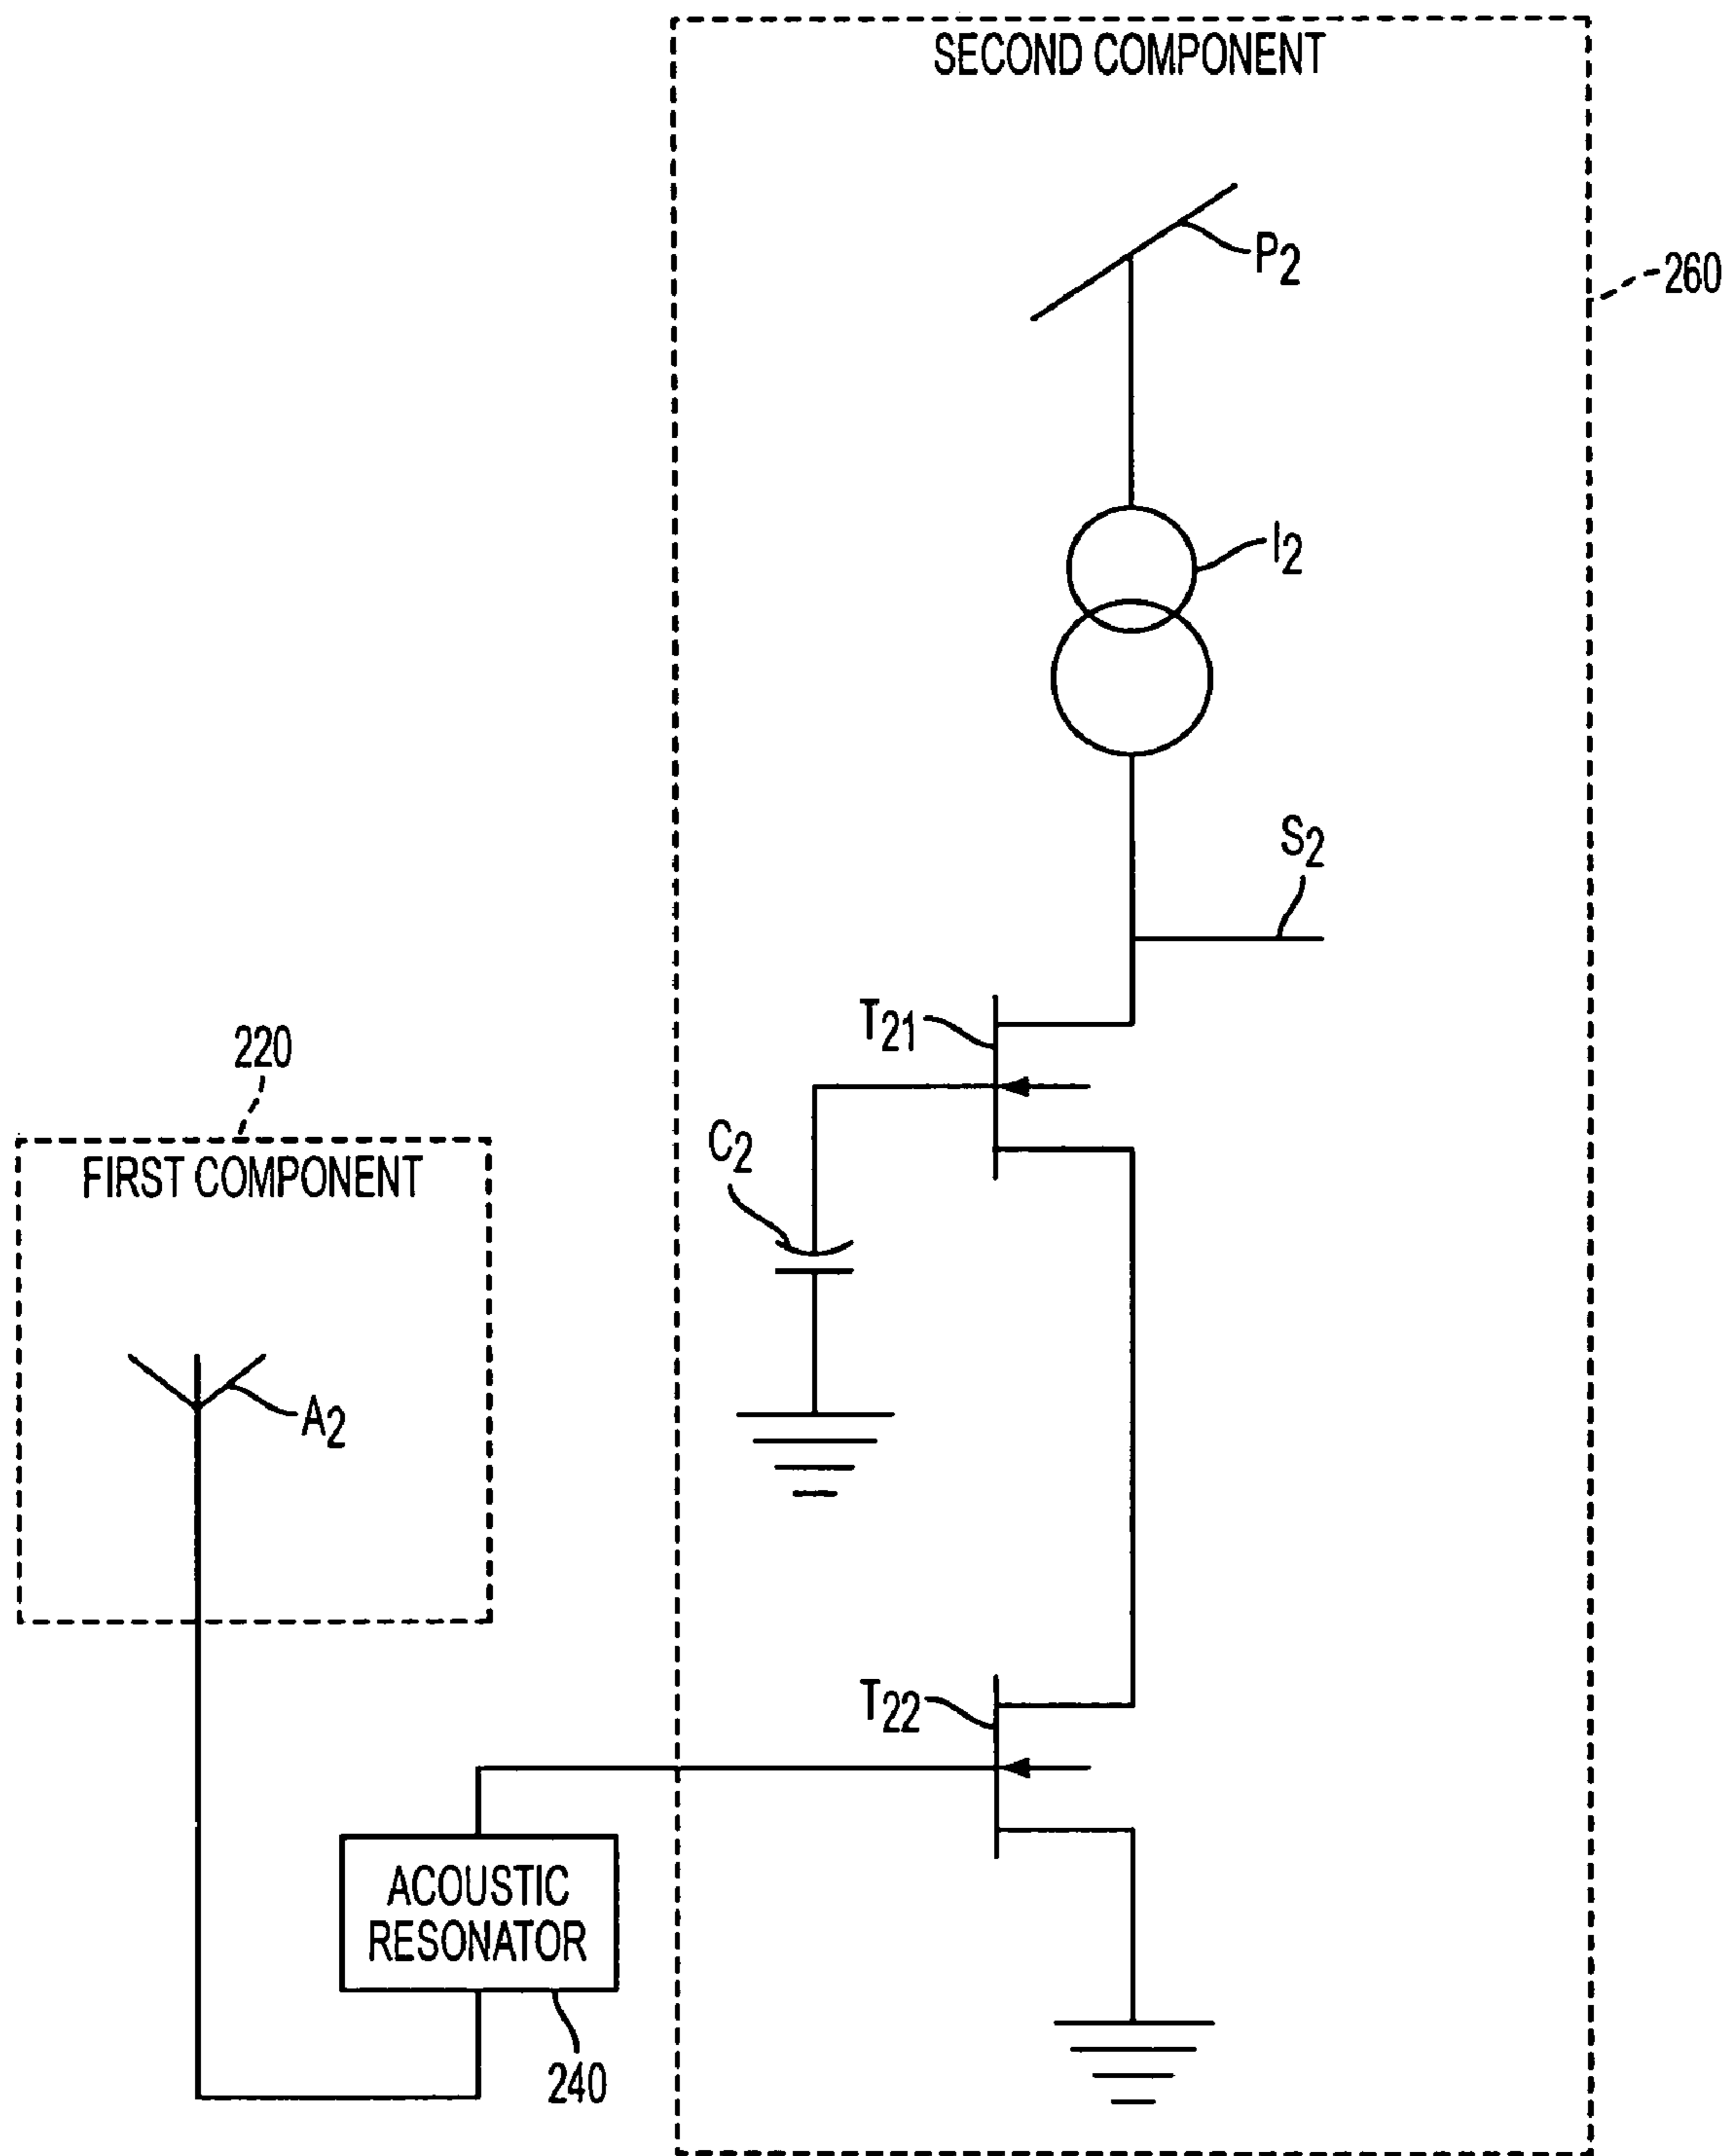 SECOND COMPONENT
P2
260
I2
S2
T21
220
FIRST COMPONENT
C2
A2
T22
ACOUSTIC
RESONATOR
240